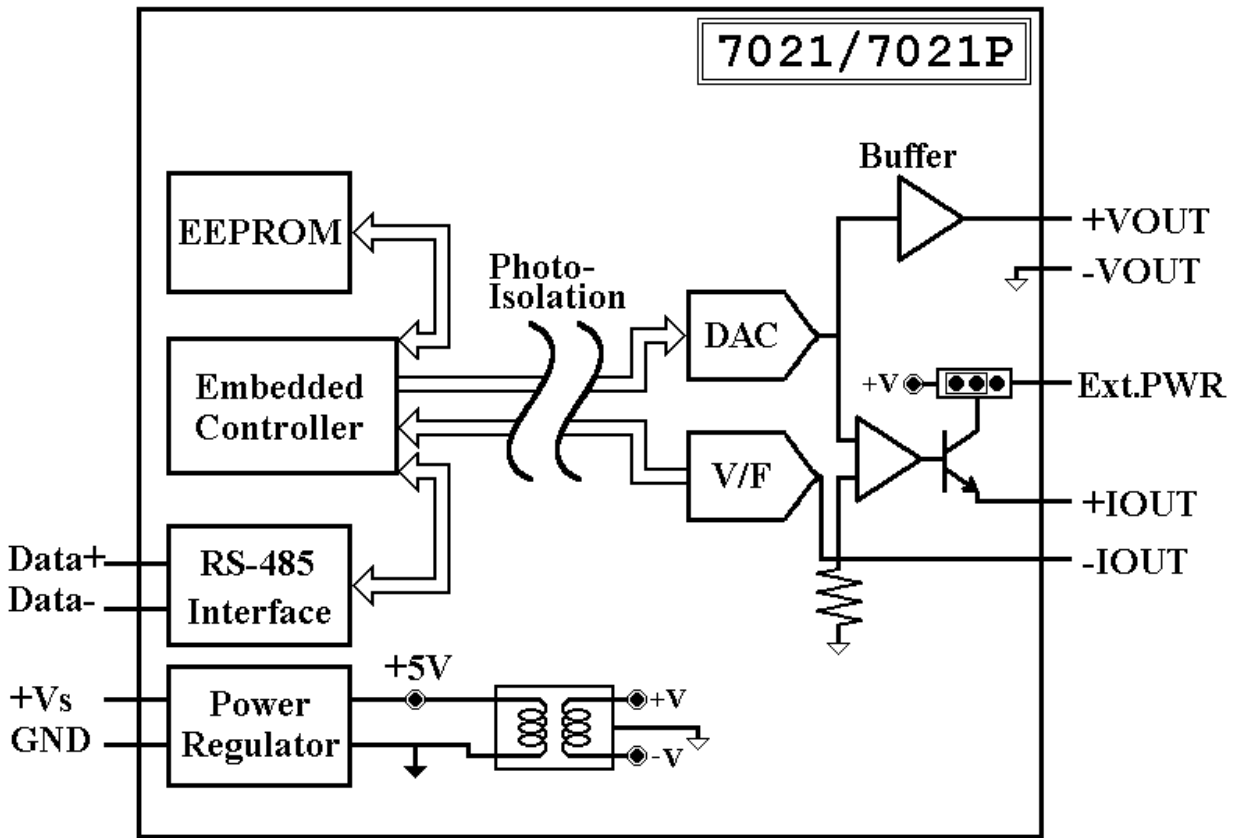 7021/7021P
Buffer
EEPROM
+VOUT
-VOUT
Photo-
Isolation
DAC
Embedded
Controller
+V
Ext.PWR
V/F
+IOUT
-IOUT
Data+
Data-
RS-485
Interface
+5V
+Vs
GND
Power
Regulator
+V
-V